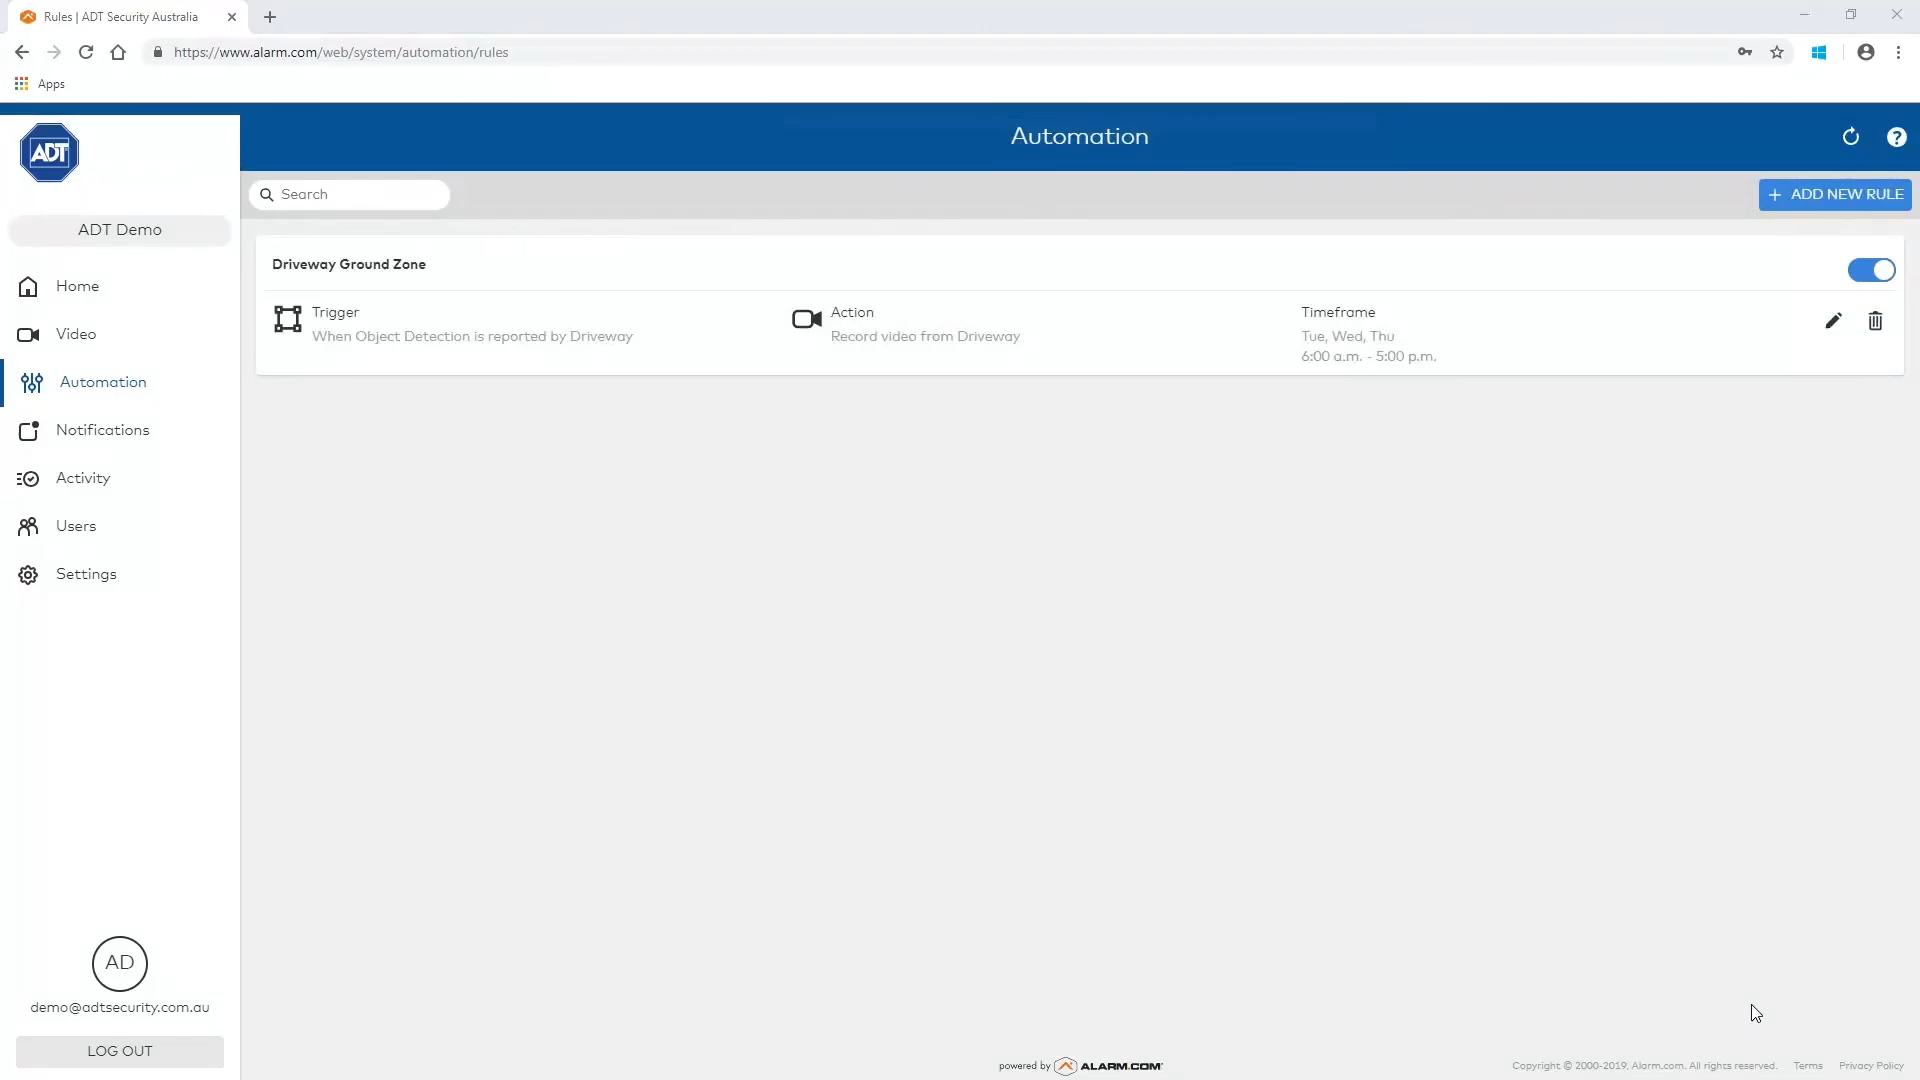 Rules | ADT Security Australia
https://www.alarm.com/web/system/automation/rules
Apps
ADT
Automation
?
Search
ADD NEW RULE
ADT Demo
Home
Video
Automation
Notifications
Activity
Users
Settings
Driveway Ground Zone
Trigger
When Object Detection is reported by Driveway
Action
Record video from Driveway
Timeframe
Tue, Wed, Thu
6:00 a.m. - 5:00 p.m.
AD
demo@adtsecurity.com.au
LOG OUT
powered by ALARM.COM
Copyright © 2000-2019, Alarm.com. All rights reserved. Terms Privacy Policy